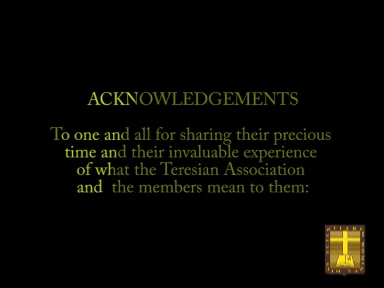 ACKNOWLEDGEMENTS
To one and all for sharing their precious
time and their invaluable experience
of what the Teresian Association
and the members mean to them: